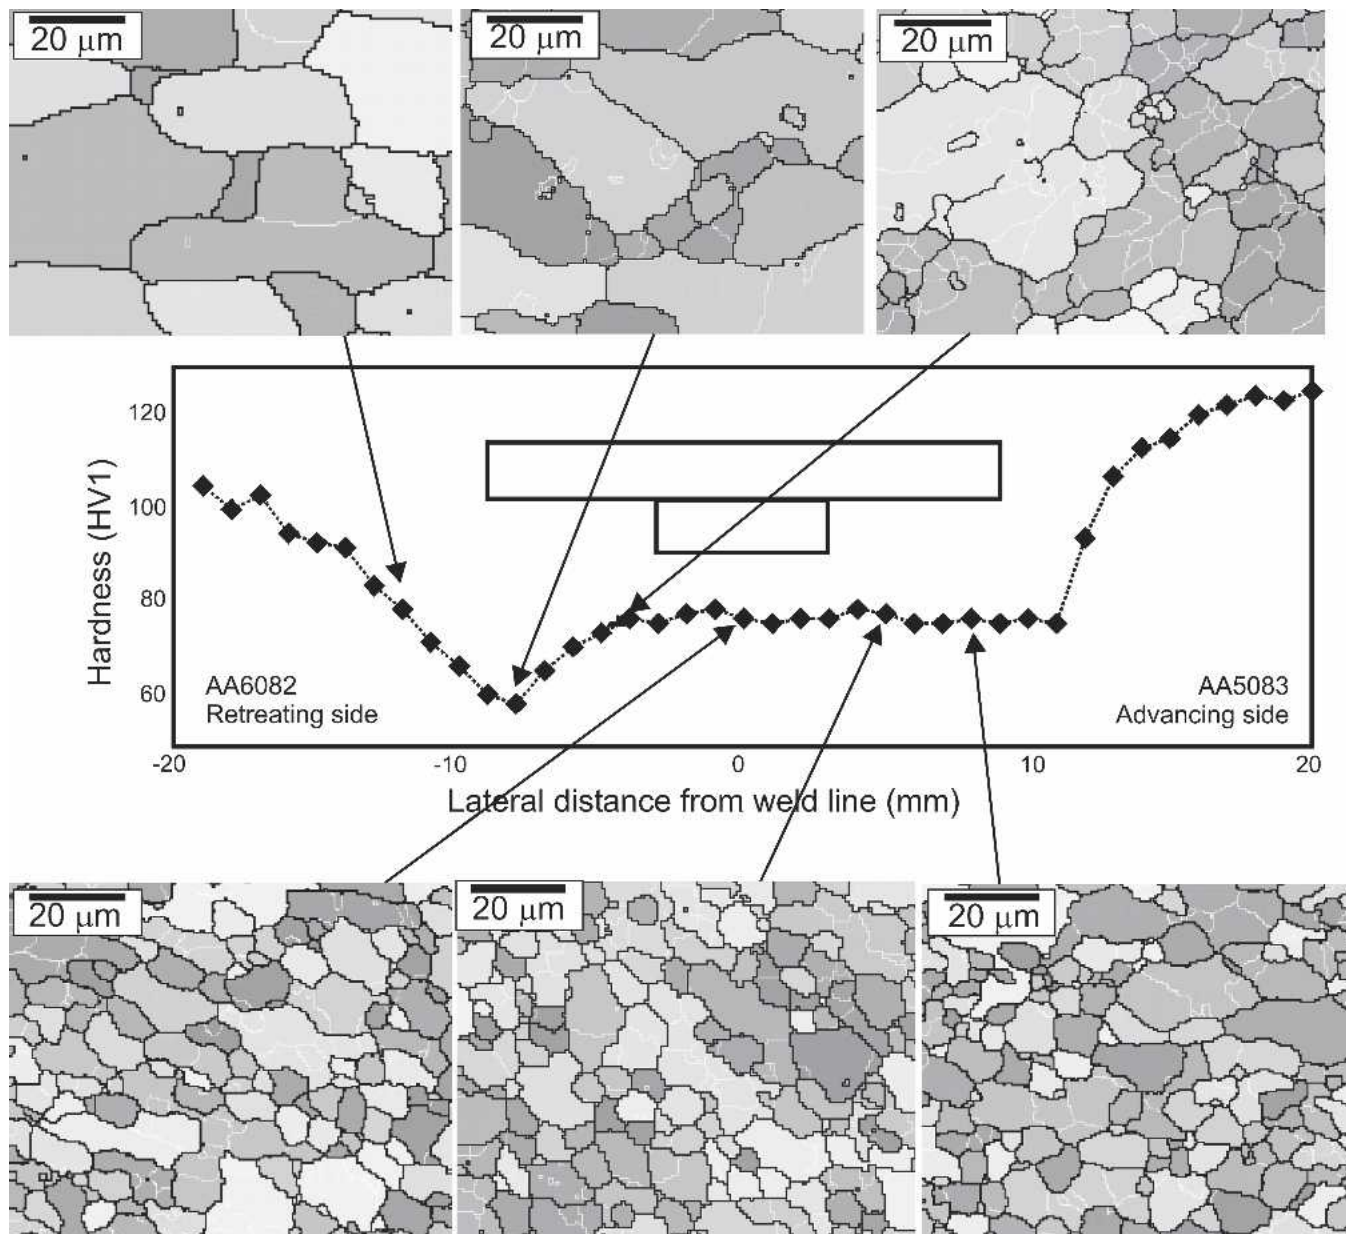 20 μm
20 μm
20 μm
120
100
80
60
Hardness (HV1)
AA6082
Retreating side
AA5083
Advancing side
-20
-10
0
10
20
Lateral distance from weld line (mm)
20 μm
20 μm
20 μm